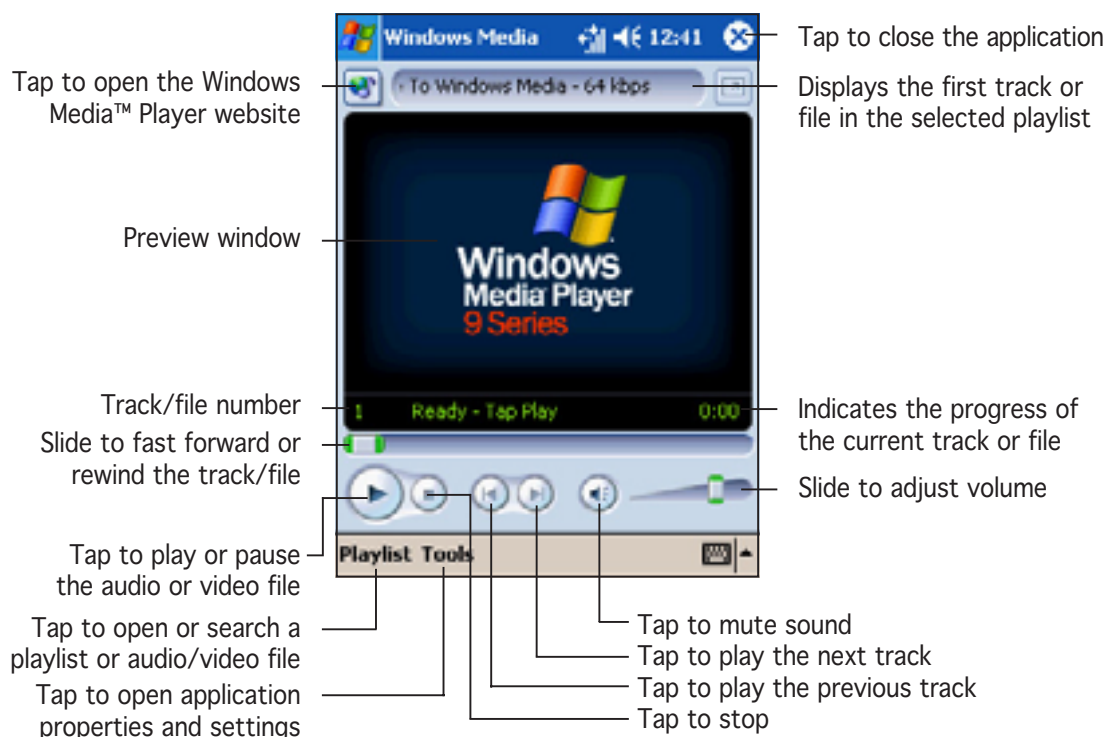 Windows Media 12:41
Tap to close the application
Tap to open the Windows
Media™ Player website
To Windows Media - 64 kbps
Displays the first track or
file in the selected playlist
Preview window
Windows
Media Player
9 Series
Track/file number
1 Ready - Tap Play 0:00
Indicates the progress of
the current track or file
Slide to fast forward or
rewind the track/file
Slide to adjust volume
Tap to play or pause
the audio or video file
Playlist Tools
Tap to open or search a
playlist or audio/video file
Tap to open application
properties and settings
Tap to mute sound
Tap to play the next track
Tap to play the previous track
Tap to stop